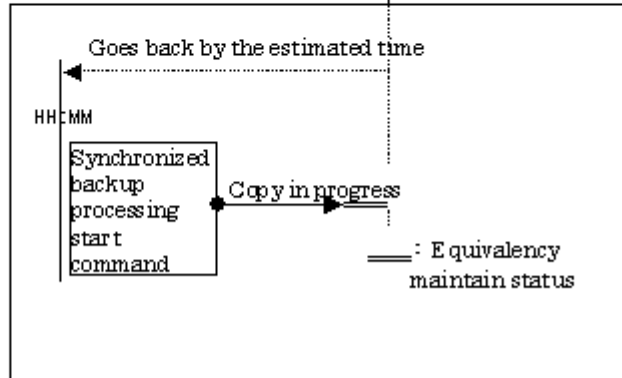 Goes back by the estimated time
HH:MM
Synchronized
backup
processing
start
command
Copy in progress
: Equivalency
maintain status